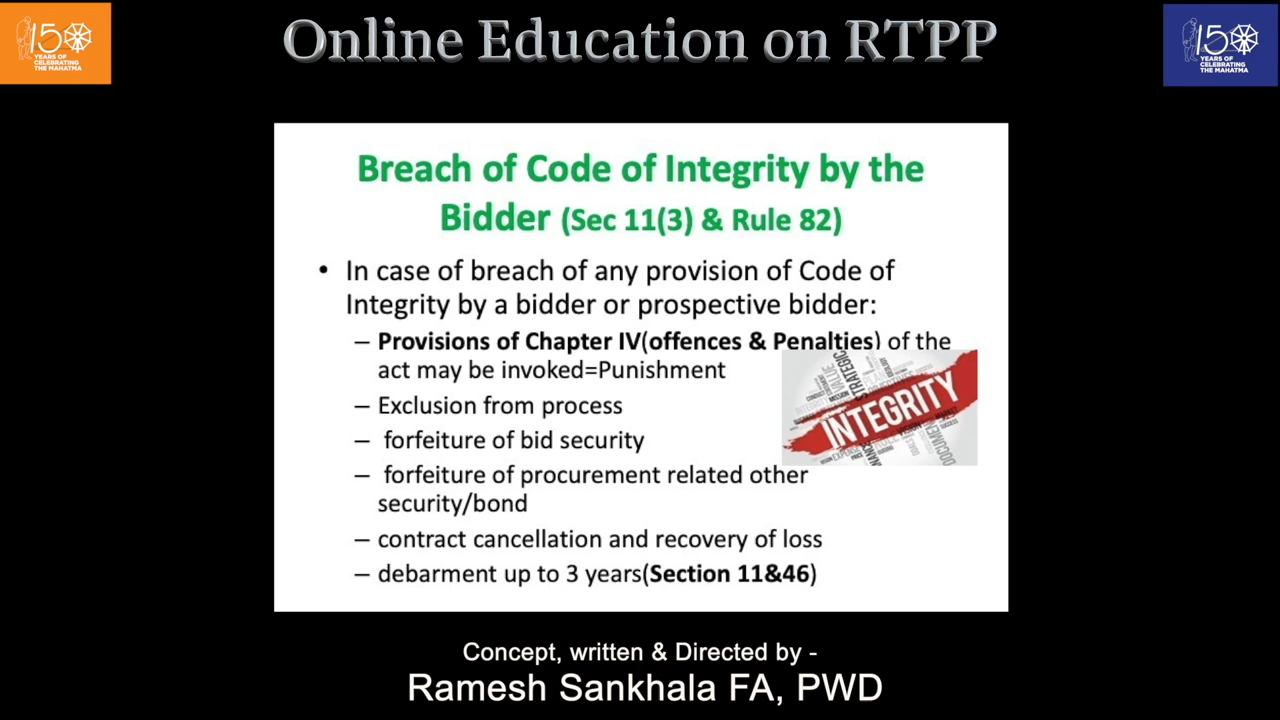 150
YEARS OF
CELEBRATING
THE MAHATMA
Online Education on RTPP
150
YEARS OF
CELEBRATING
THE MAHATMA
Breach of Code of Integrity by the
Bidder (Sec 11(3) & Rule 82)
• In case of breach of any provision of Code of
Integrity by a bidder or prospective bidder:
– Provisions of Chapter IV(offences & Penalties) of the
act may be invoked=Punishment
– Exclusion from process
– forfeiture of bid security
– forfeiture of procurement related other
security/bond
– contract cancellation and recovery of loss
– debarment up to 3 years(Section 11&46)
STRATEGIC
VALUE
INTEGRITY
Concept, written & Directed by -
Ramesh Sankhala FA, PWD